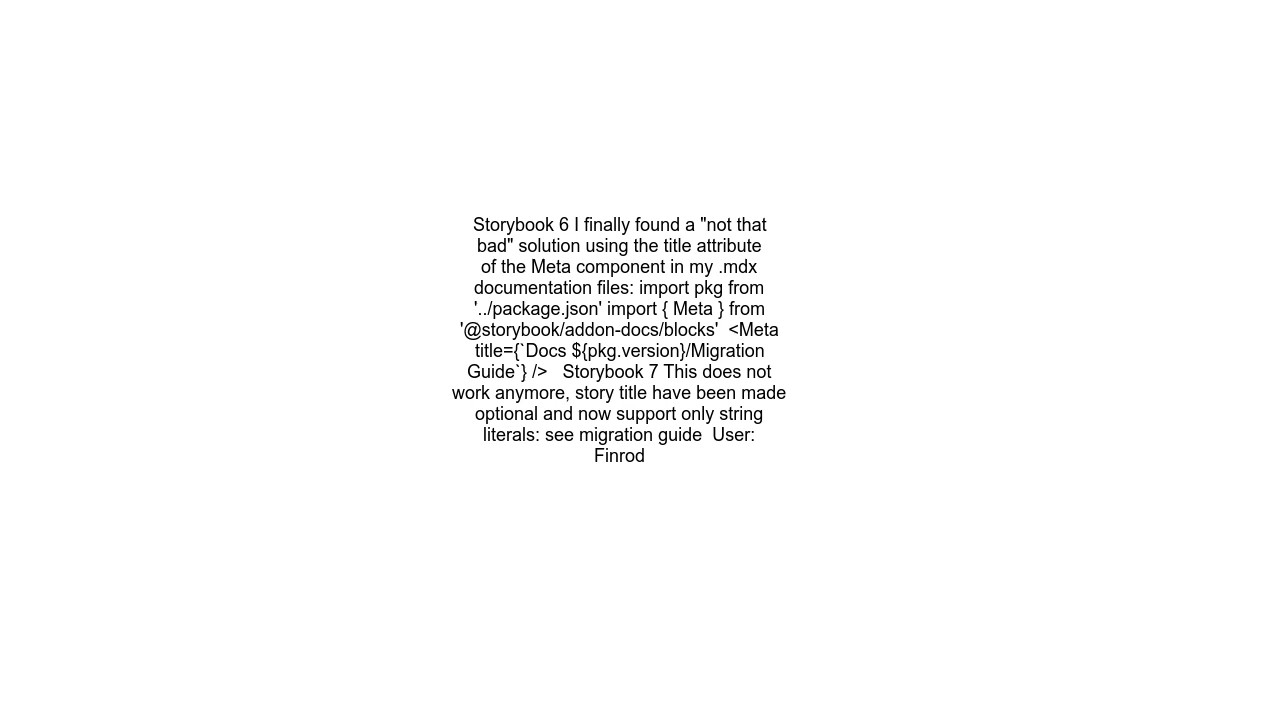 Storybook 6 I finally found a "not that
bad" solution using the title attribute
of the Meta component in my .mdx
documentation files: import pkg from
'../package.json' import { Meta } from
'@storybook/addon-docs/blocks'  <Meta
title={`Docs ${pkg.version}/Migration
Guide`} />   Storybook 7 This does not
work anymore, story title have been made
optional and now support only string
literals: see migration guide  User:
Finrod